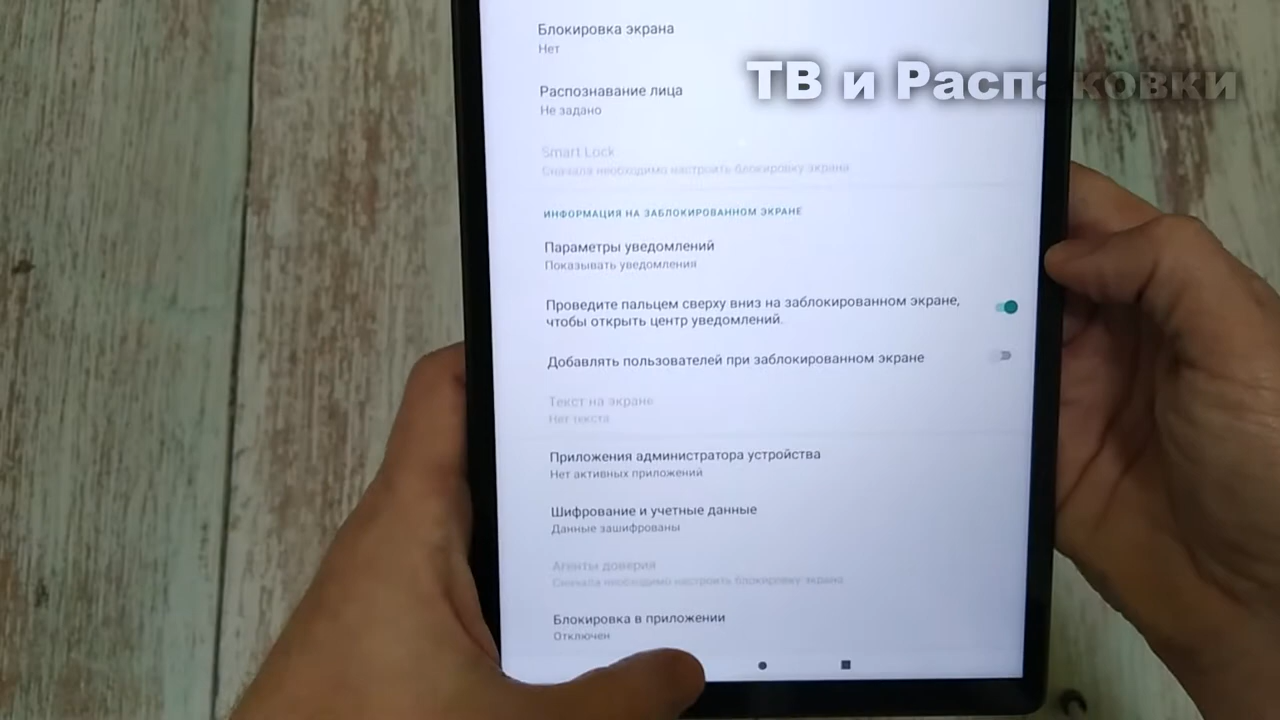 Блокировка экрана
Нет
ТВ и Распаковки
Распознавание лица
Не задано
Smart Lock
Сначала необходимо настроить блокировку экрана
ИНФОРМАЦИЯ НА ЗАБЛОКИРОВАННОМ ЭКРАНЕ
Параметры уведомлений
Показывать уведомления
Проведите пальцем сверху вниз на заблокированном экране,
чтобы открыть центр уведомлений.
Добавлять пользователей при заблокированном экране
Текст на экране
Нет текста
Приложения администратора устройства
Нет активных приложений
Шифрование и учетные данные
Данные зашифрованы
Агенты доверия
Сначала необходимо настроить блокировку экрана
Блокировка в приложении
Отключен